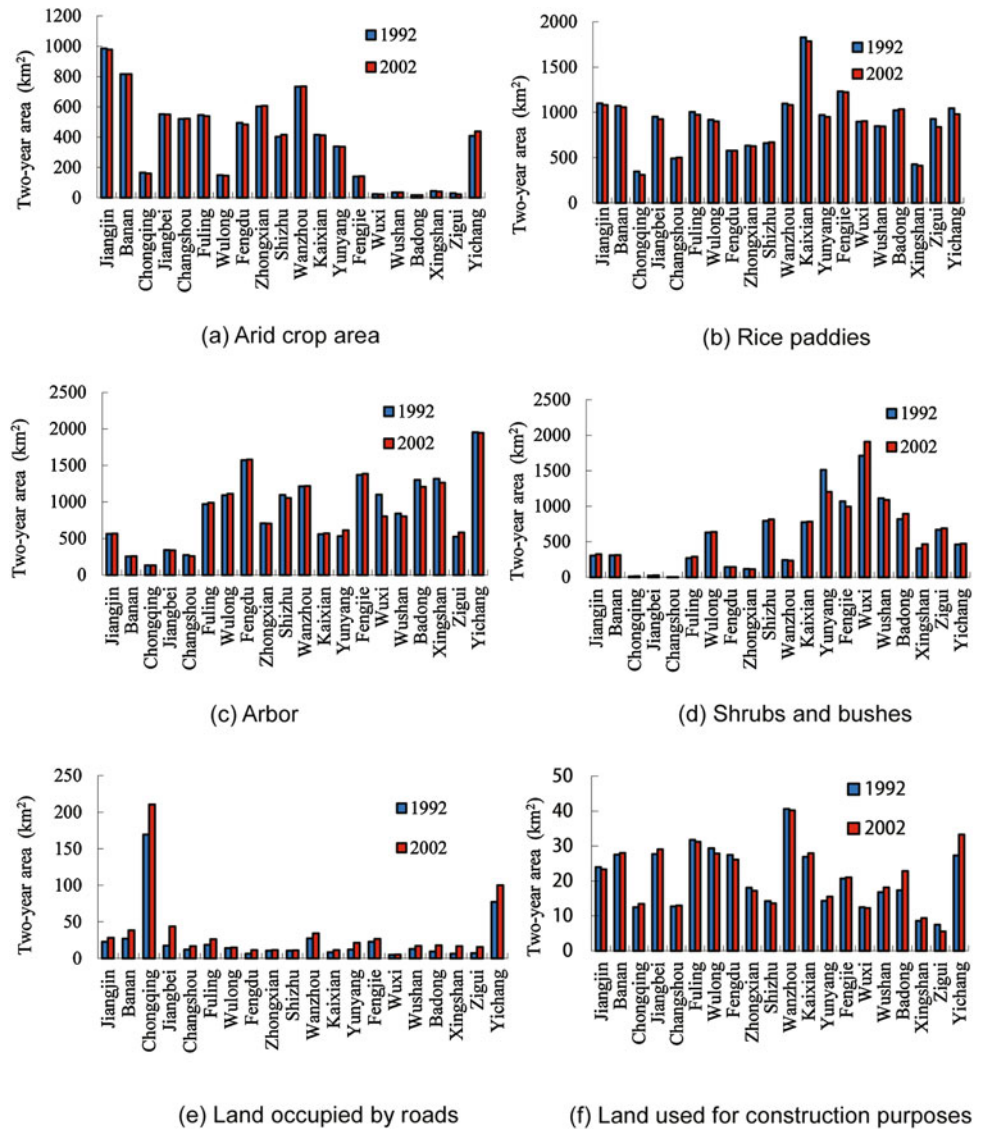 1200
1000
800
600
400
200
0
Two-year area (km²)
1992
2002
Jiangjin
Banan
Chongqing
Jiangbei
Changshou
Fuling
Wulong
Fengdu
Zhongxian
Shizhu
Wanzhou
Kaixian
Yunyang
Fengjie
Wuxi
Wushan
Badong
Xingshan
Zigui
Yichang
(a) Arid crop area
2000
1500
1000
500
0
Two-year area (km²)
1992
2002
Jiangjin
Banan
Chongqing
Jiangbei
Changshou
Fuling
Wulong
Fengdu
Zhongxian
Shizhu
Wanzhou
Kaixian
Yunyang
Fengjie
Wuxi
Wushan
Badong
Xingshan
Zigui
Yichang
(b) Rice paddies
2500
2000
1500
1000
500
0
Two-year area (km²)
1992
2002
Jiangjin
Banan
Chongqing
Jiangbei
Changshou
Fuling
Wulong
Fengdu
Zhongxian
Shizhu
Wanzhou
Kaixian
Yunyang
Fengjie
Wuxi
Wushan
Badong
Xingshan
Zigui
Yichang
(c) Arbor
2500
2000
1500
1000
500
0
Two-year area (km²)
1992
2002
Jiangjin
Banan
Chongqing
Jiangbei
Changshou
Fuling
Wulong
Fengdu
Zhongxian
Shizhu
Wanzhou
Kaixian
Yunyang
Fengjie
Wuxi
Wushan
Badong
Xingshan
Zigui
Yichang
(d) Shrubs and bushes
250
200
150
100
50
0
Two-year area (km²)
1992
2002
Jiangjin
Banan
Chongqing
Jiangbei
Changshou
Fuling
Wulong
Fengdu
Zhongxian
Shizhu
Wanzhou
Kaixian
Yunyang
Fengjie
Wuxi
Wushan
Badong
Xingshan
Zigui
Yichang
(e) Land occupied by roads
50
40
30
20
10
0
Two-year area (km²)
1992
2002
Jiangjin
Banan
Chongqing
Jiangbei
Changshou
Fuling
Wulong
Fengdu
Zhongxian
Shizhu
Wanzhou
Kaixian
Yunyang
Fengjie
Wuxi
Wushan
Badong
Xingshan
Zigui
Yichang
(f) Land used for construction purposes